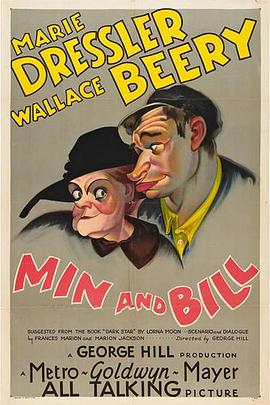 MARIE
DRESSLER
WALLACE
BEERY
MIN AND BILL
SUGGESTED FROM THE BOOK "DARK STAR" BY LORNA MOON · · · SCENARIO AND DIALOGUE
by FRANCES MARION and MARION JACKSON · · · · · · · · Directed by GEORGE HILL
A GEORGE HILL PRODUCTION
A Metro-Goldwyn-Mayer
ALL TALKING PICTURE